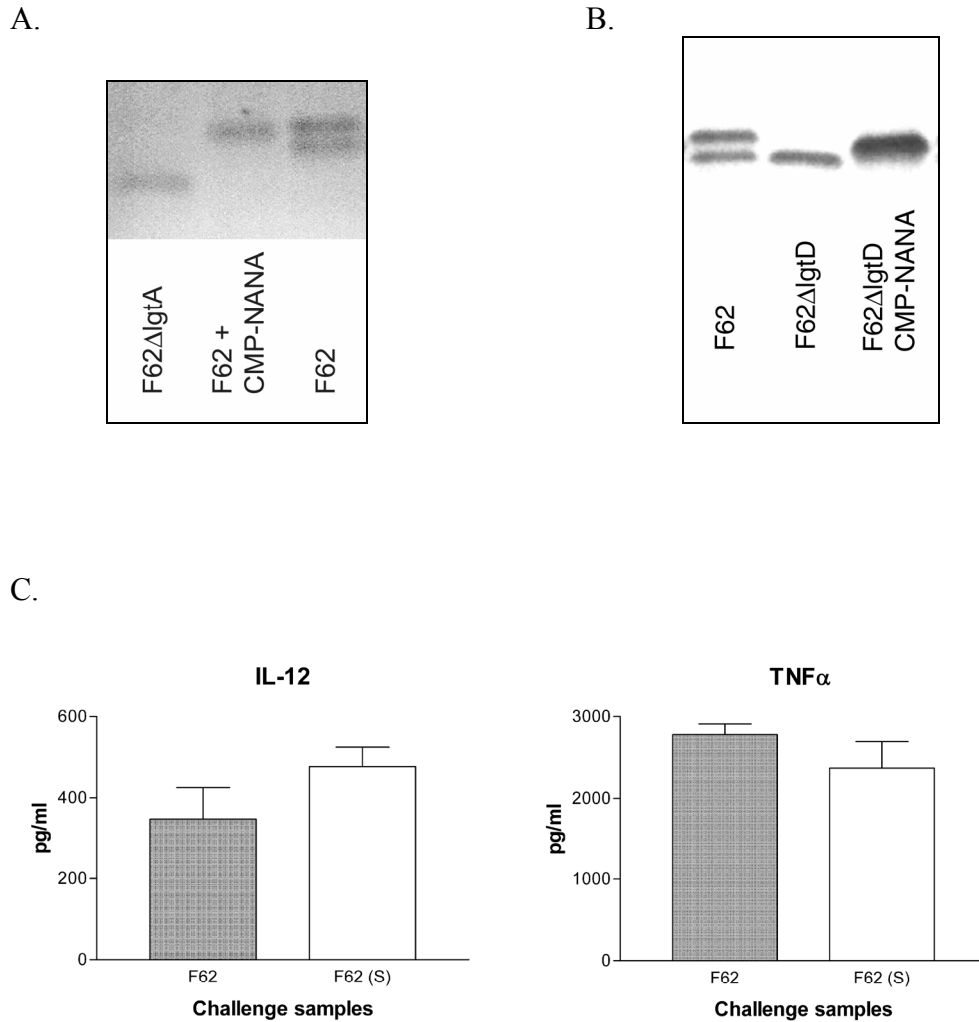 A.
F62ΔlgtA
F62 +
CMP-NANA
F62
B.
F62
F62ΔlgtD
F62ΔlgtD
CMP-NANA
C.
IL-12
600
400
200
0
pg/ml
F62
F62 (S)
Challenge samples
TNFα
3000
2000
1000
0
pg/ml
F62
F62 (S)
Challenge samples